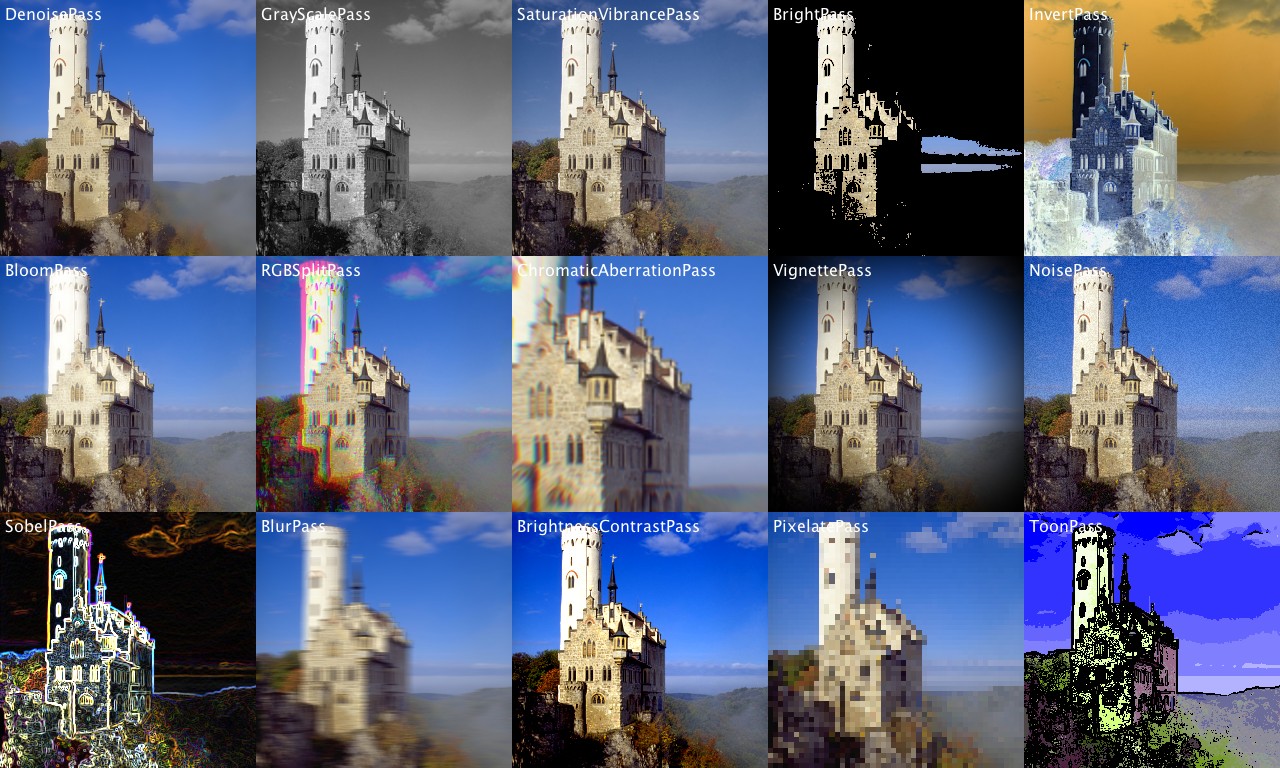 DenoisePass
GrayScalePass
SaturationVibrancePass
BrightPass
InvertPass
BloomPass
RGBSplitPass
ChromaticAberrationPass
VignettePass
NoisePass
SobelPass
BlurPass
BrightnessContrastPass
PixelatePass
ToonPass